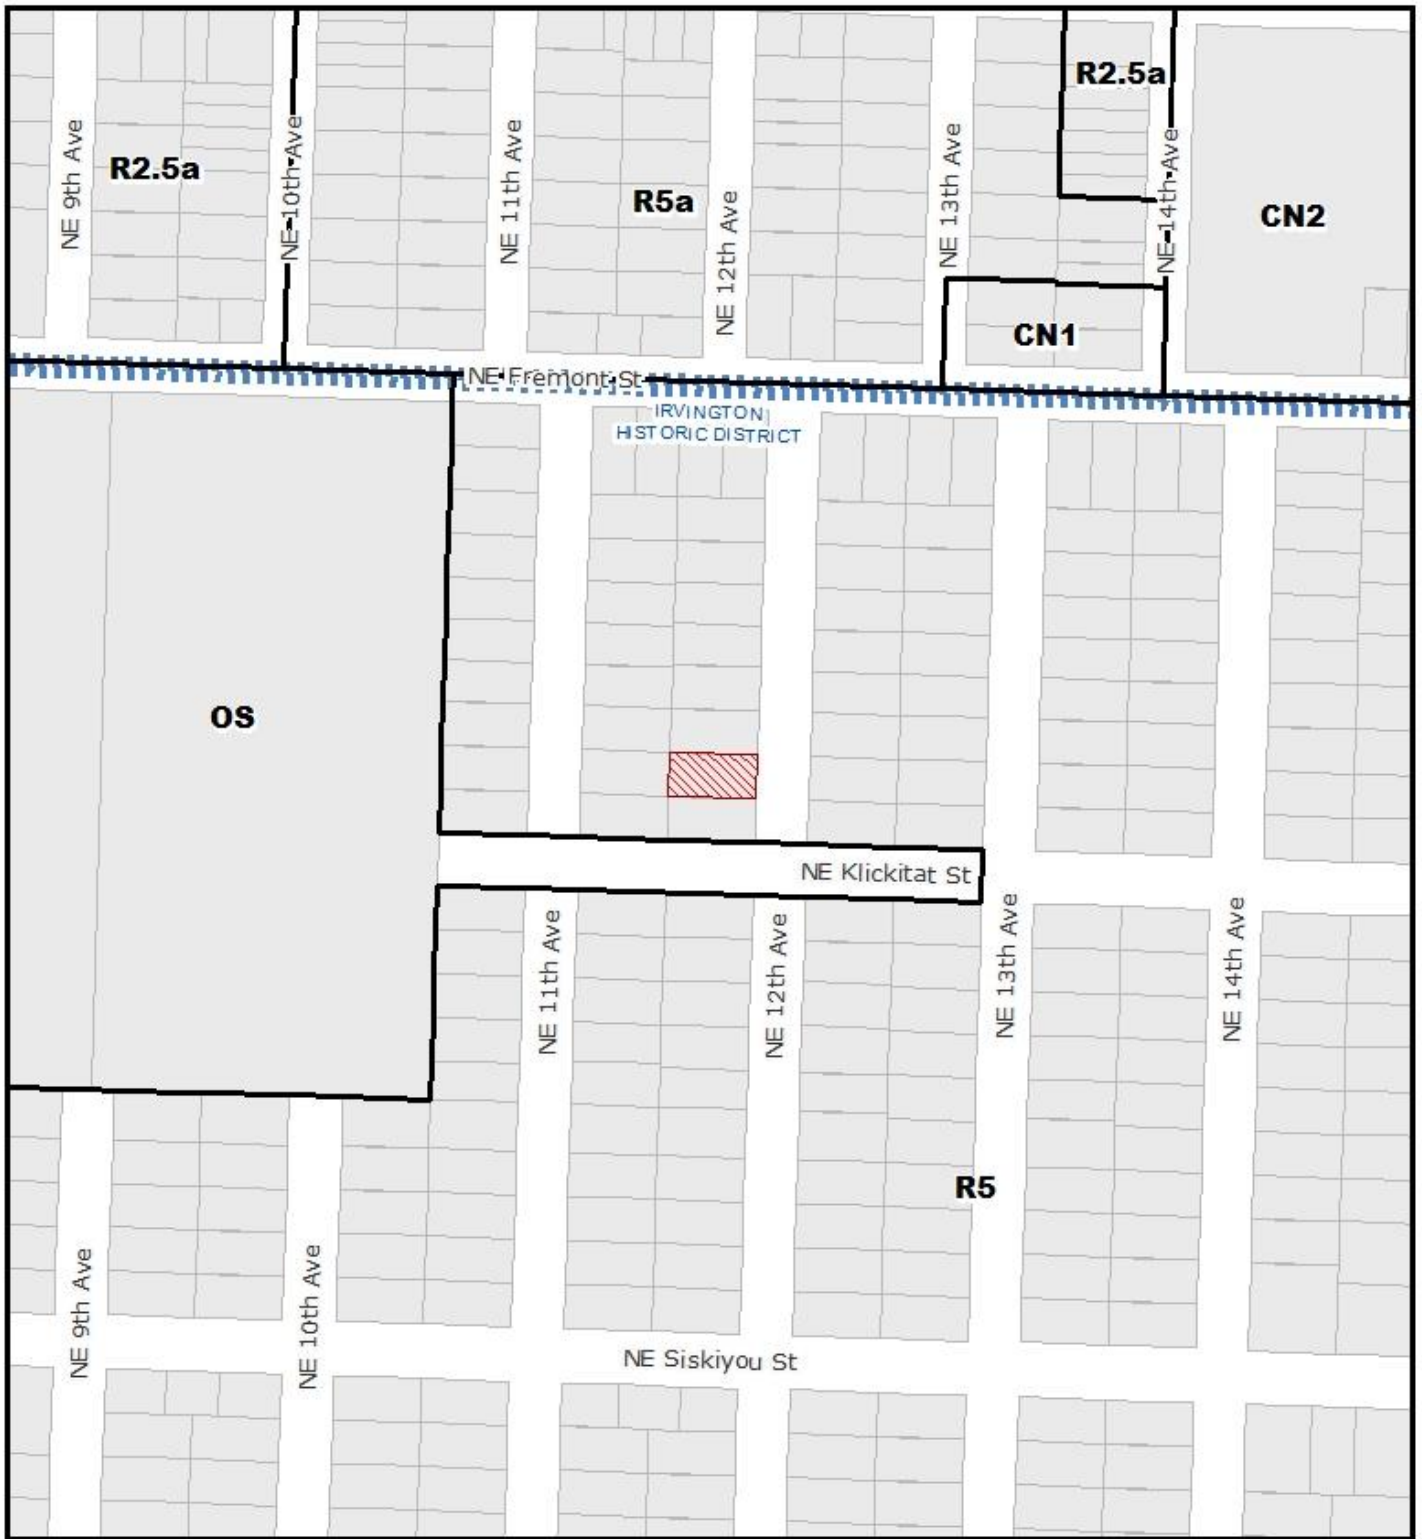 R2.5a
NE 9th Ave
R2.5a
NE 10th Ave
NE 11th Ave
R5a
NE 12th Ave
NE 13th Ave
NE 14th Ave
CN2
CN1
NE Fremont St
IRVINGTON
HISTORIC DISTRICT
OS
NE Klickitat St
NE 11th Ave
NE 12th Ave
NE 13th Ave
NE 14th Ave
R5
NE 9th Ave
NE 10th Ave
NE Siskiyou St